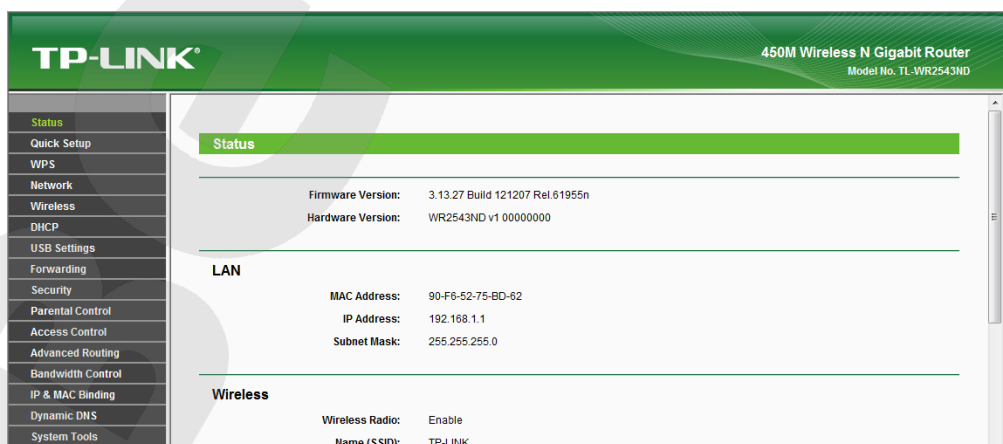 TP-LINK®
450M Wireless N Gigabit Router
Model No. TL-WR2543ND
Status
Quick Setup
WPS
Network
Wireless
DHCP
USB Settings
Forwarding
Security
Parental Control
Access Control
Advanced Routing
Bandwidth Control
IP & MAC Binding
Dynamic DNS
System Tools
Status
Firmware Version: 3.13.27 Build 121207 Rel.61955n
Hardware Version: WR2543ND v1 00000000
LAN
MAC Address: 90-F6-52-75-BD-62
IP Address: 192.168.1.1
Subnet Mask: 255.255.255.0
Wireless
Wireless Radio: Enable
Name (SSID): TP-LINK